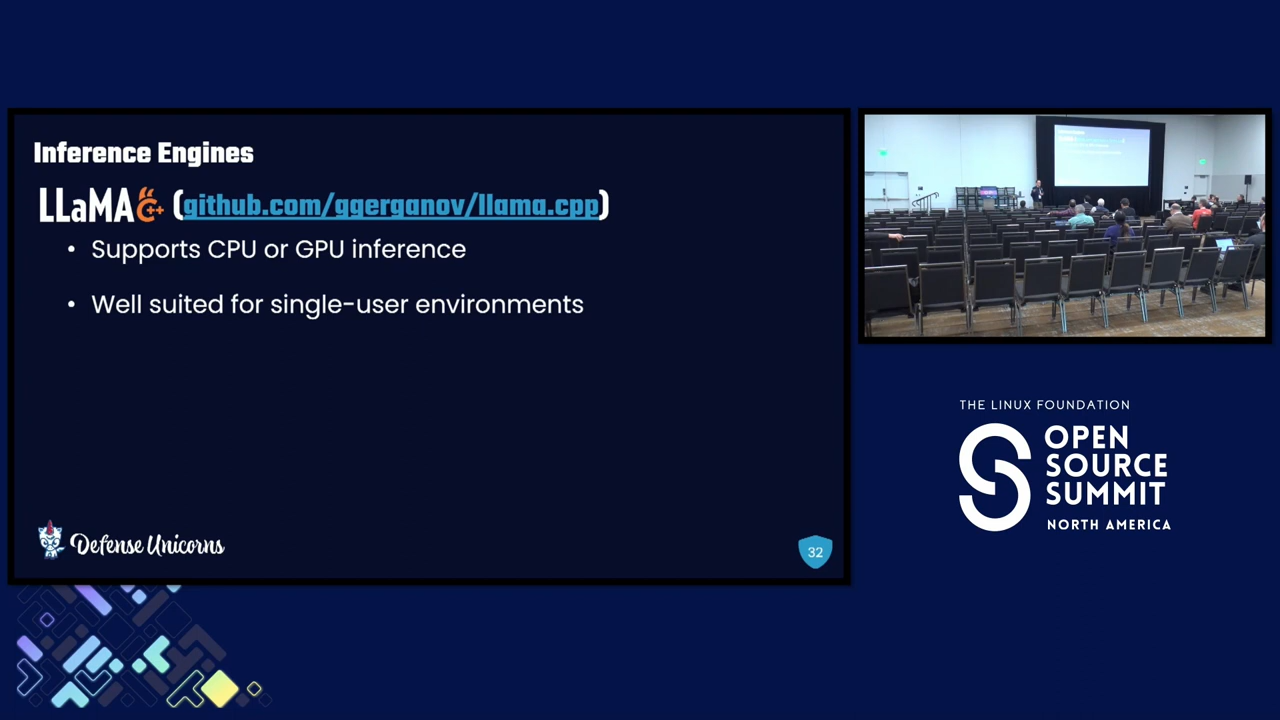 Inference Engines
LLaMA C++ (github.com/ggerganov/llama.cpp)
• Supports CPU or GPU inference
• Well suited for single-user environments
Defense Unicorns
32
THE LINUX FOUNDATION
OPEN
SOURCE
SUMMIT
NORTH AMERICA